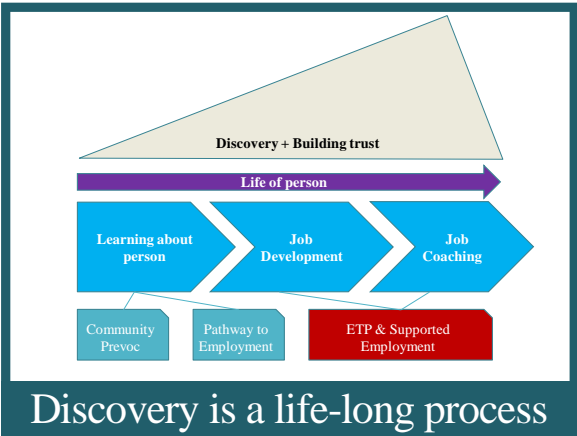 Discovery + Building trust
Life of person
Learning about
person
Job
Development
Job
Coaching
Community
Prevoc
Pathway to
Employment
ETP & Supported
Employment
Discovery is a life-long process